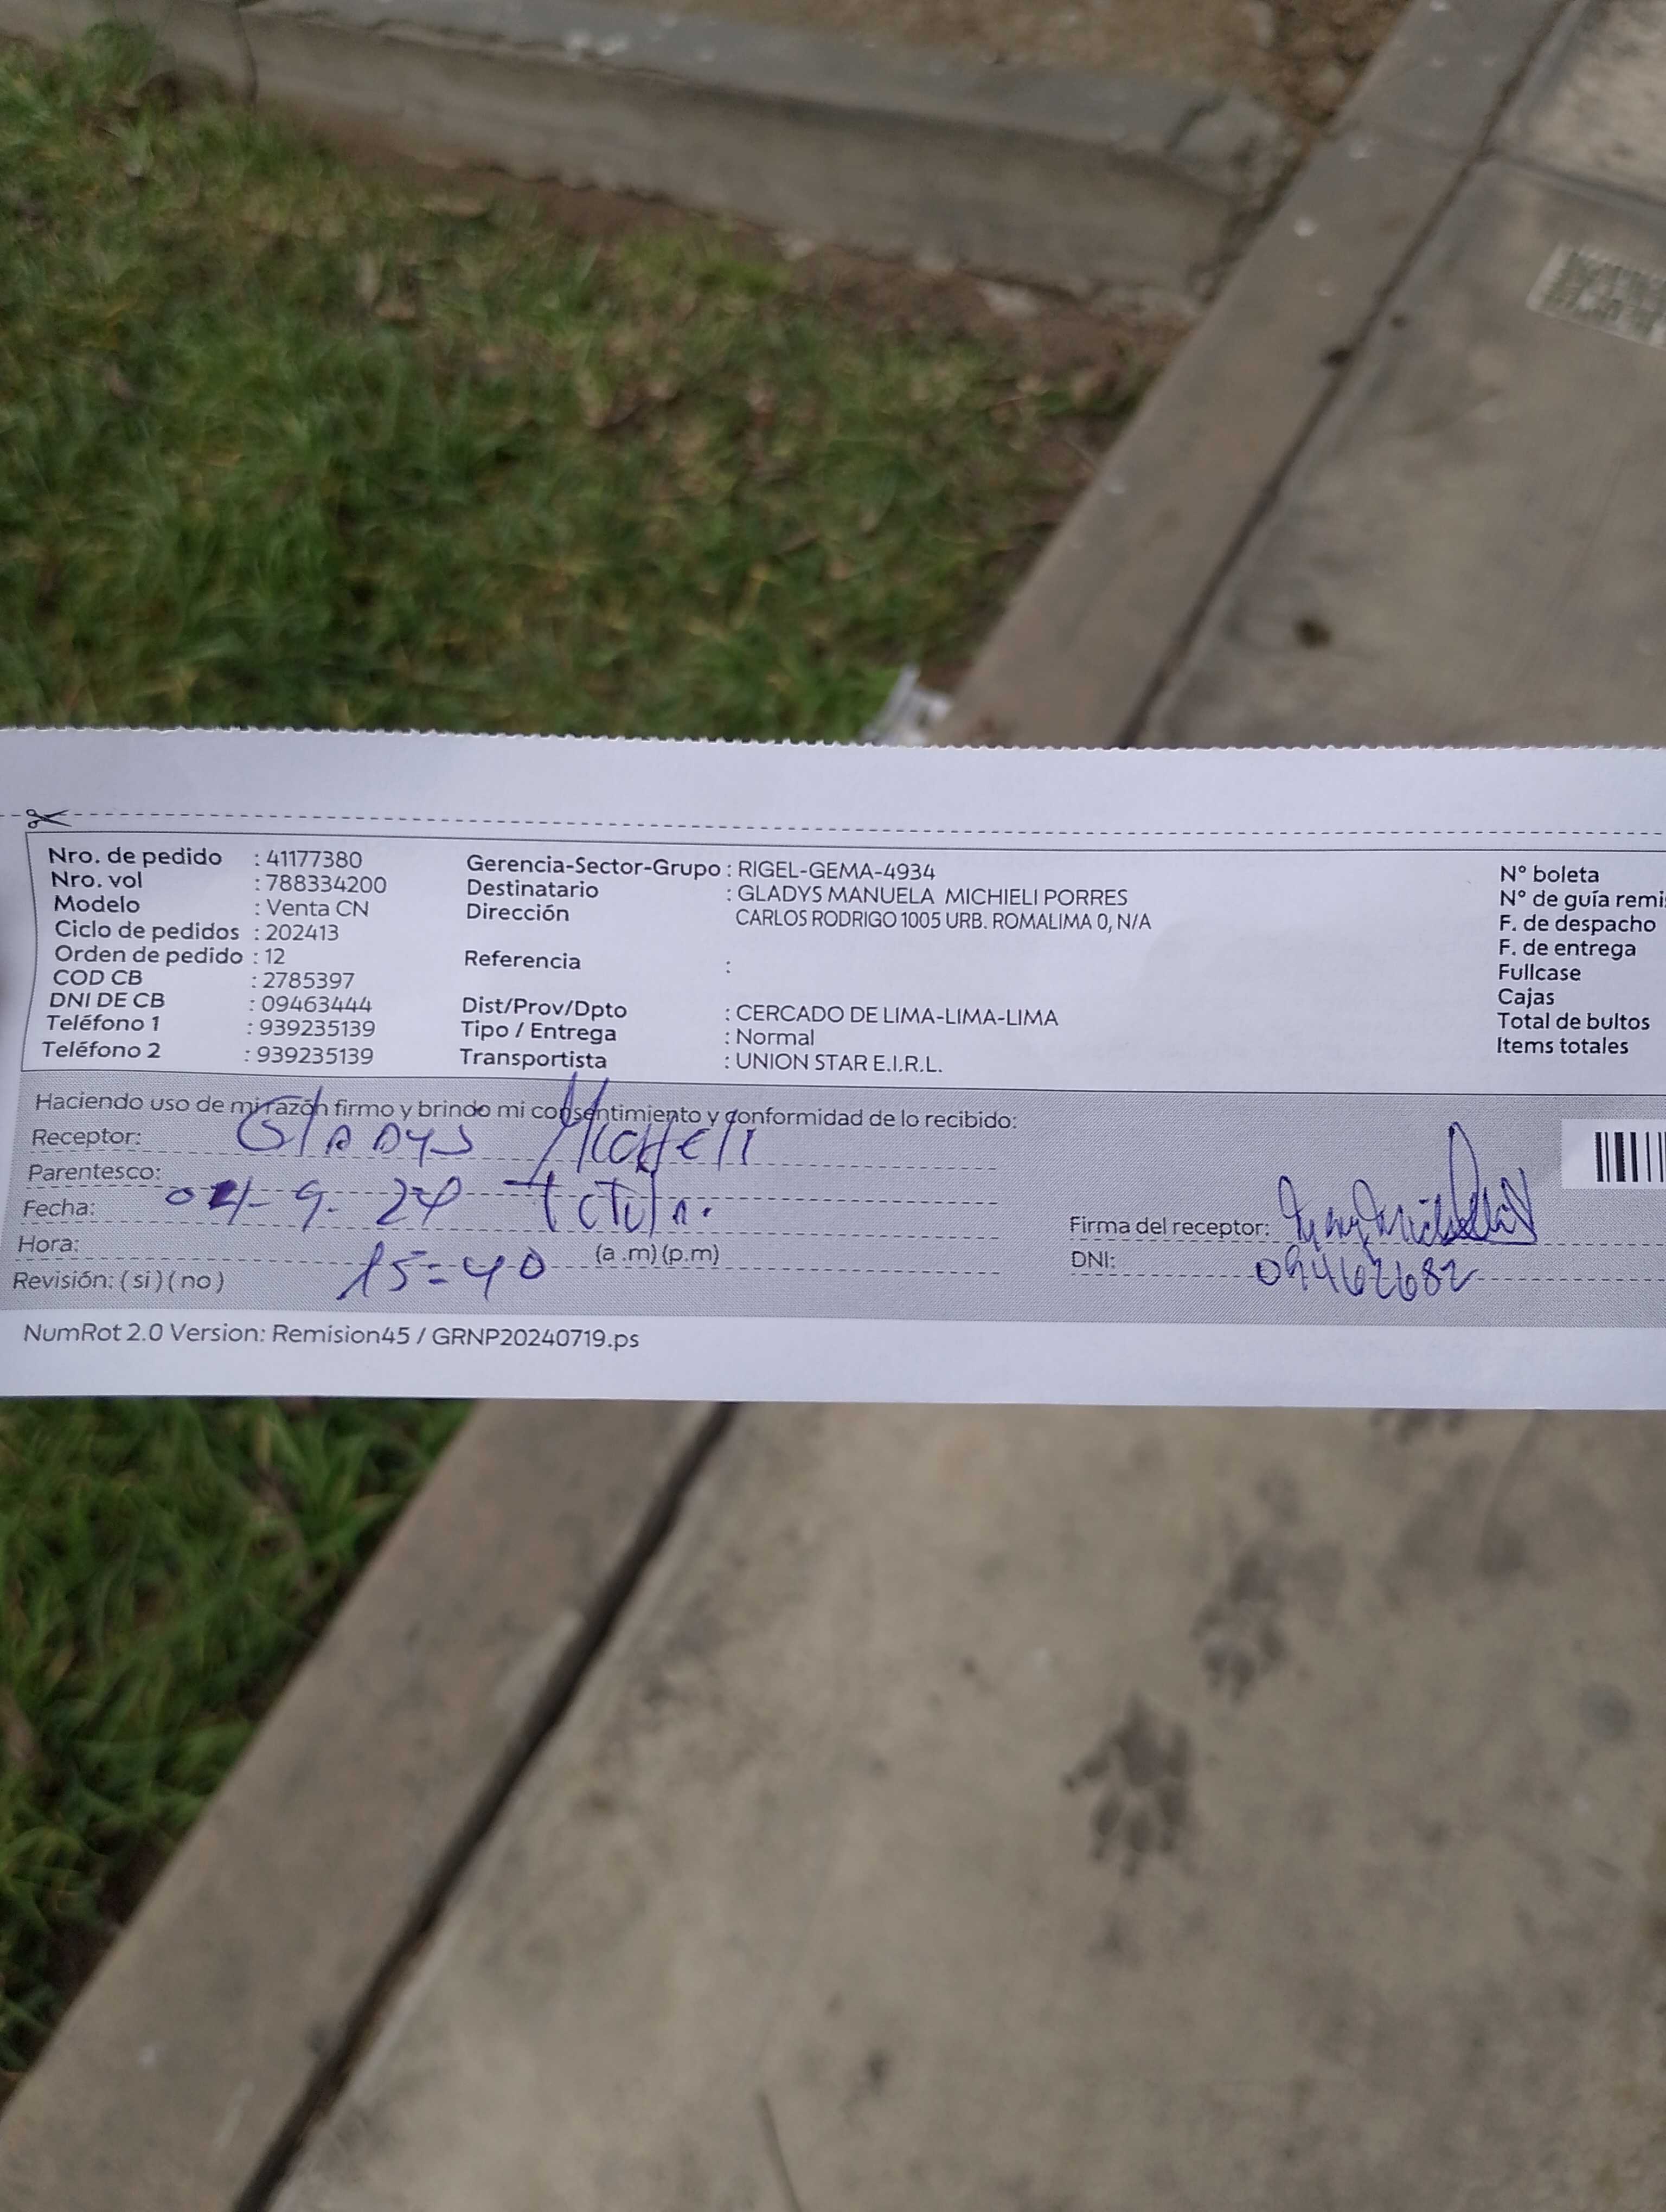 Nro. de pedido : 41177380
Nro. vol : 788334200
Modelo : Venta CN
Ciclo de pedidos : 202413
Orden de pedido : 12
COD CB : 2785397
DNI DE CB : 09463444
Teléfono 1 : 939235139
Teléfono 2 : 939235139
Gerencia-Sector-Grupo : RIGEL-GEMA-4934
Destinatario : GLADYS MANUELA MICHIELI PORRES
Dirección CARLOS RODRIGO 1005 URB. ROMALIMA 0, N/A
Referencia :
Dist/Prov/Dpto : CERCADO DE LIMA-LIMA-LIMA
Tipo / Entrega : Normal
Transportista : UNION STAR E.I.R.L.
N° boleta
N° de guía remi
F. de despacho
F. de entrega
Fullcase
Cajas
Total de bultos
Items totales
Haciendo uso de mi razón firmo y brindo mi consentimiento y conformidad de lo recibido:
Receptor: GlADYS
Parentesco:
Fecha: 04-9-24
Hora: 15=40 (a .m) (p.m)
Revisión: ( si ) ( no )
Firma del receptor:
DNI: 09462682
NumRot 2.0 Version: Remision45 / GRNP20240719.ps